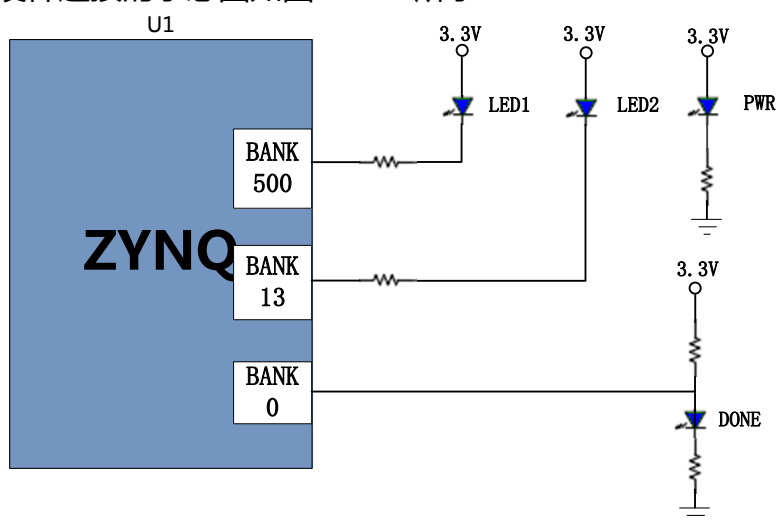 U1
3.3V
3.3V
3.3V
LED1
LED2
PWR
BANK
500
ZYNQ
BANK
13
3.3V
BANK
0
DONE